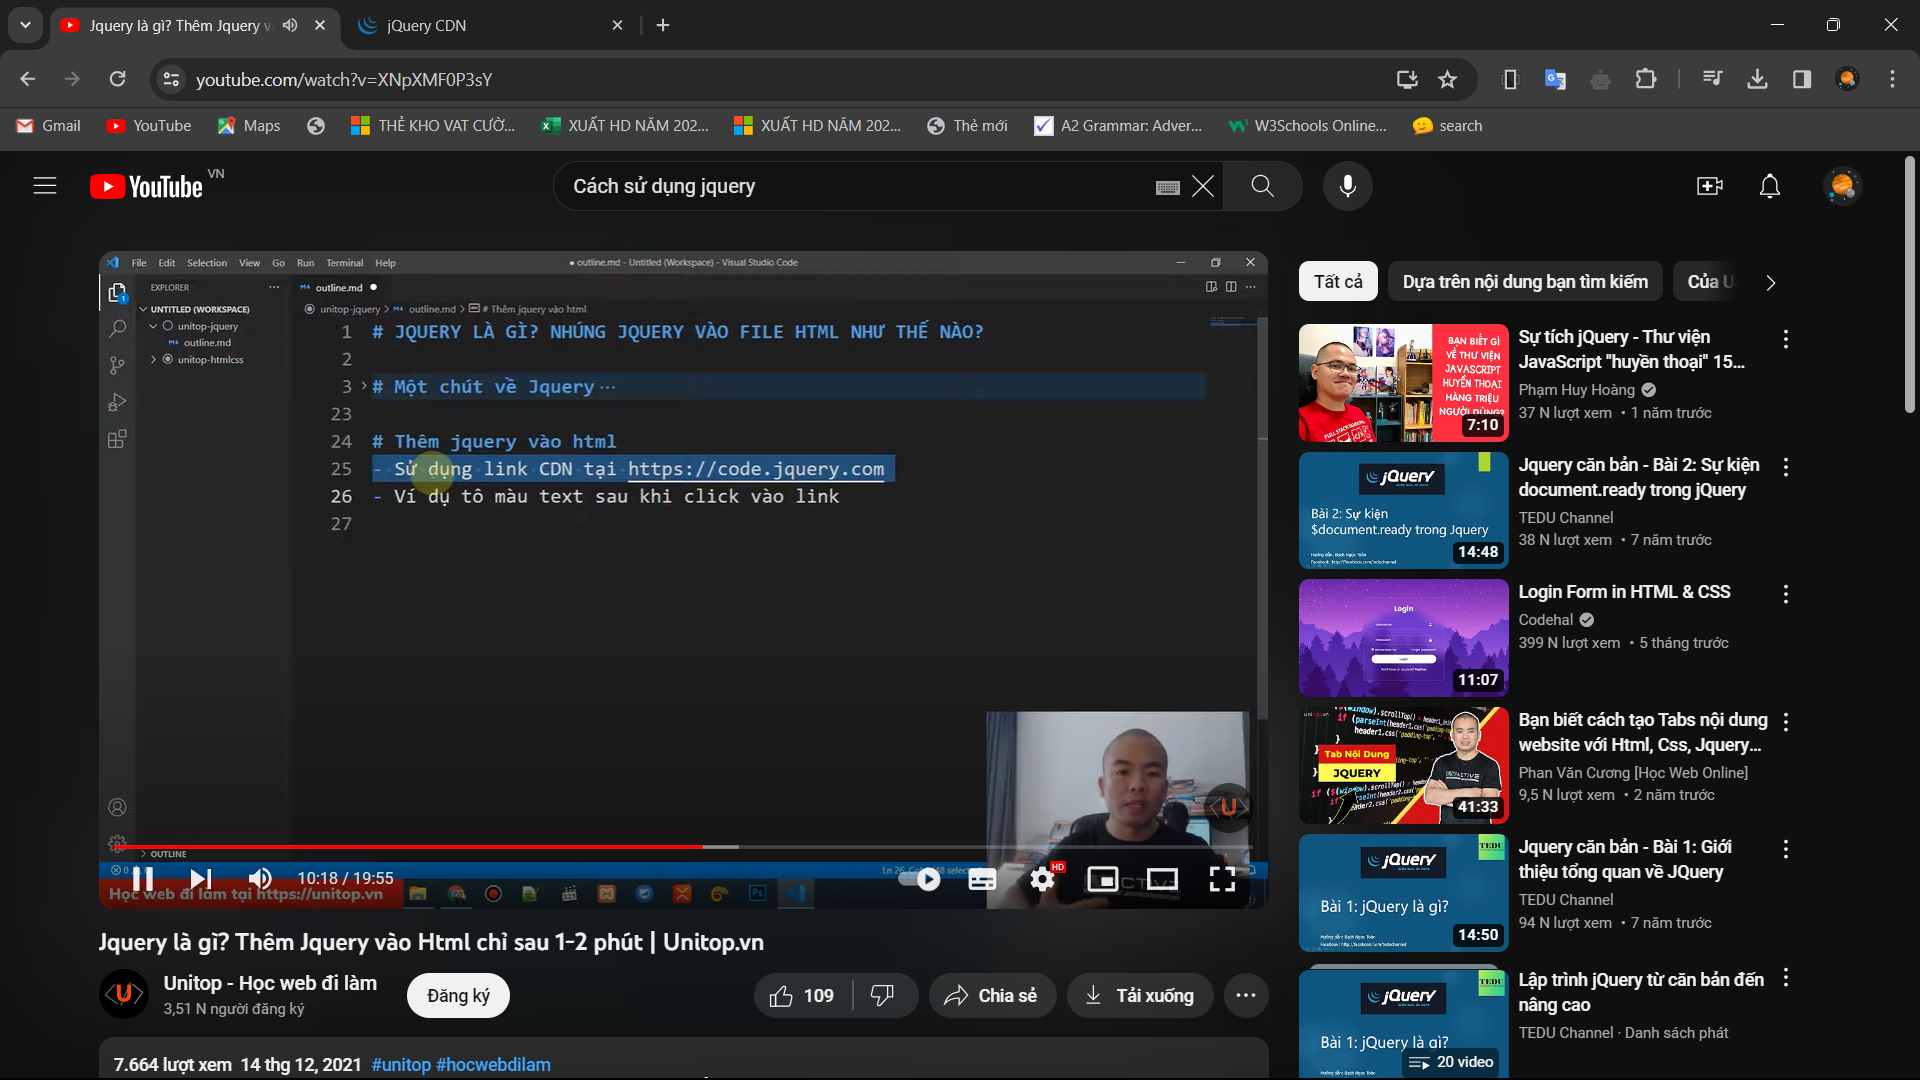 Jquery là gì? Thêm Jquery v
jQuery CDN
youtube.com/watch?v=XNpXMF0P3sY
Gmail
YouTube
Maps
THẺ KHO VAT CƯỜ...
XUẤT HD NĂM 202...
XUẤT HD NĂM 202...
Thẻ mới
A2 Grammar: Adver...
W3Schools Online...
search
YouTube VN
Cách sử dụng jquery
File Edit Selection View Go Run Terminal Help
● outline.md - Untitled (Workspace) - Visual Studio Code
EXPLORER
UNTITLED (WORKSPACE)
unitop-jquery
outline.md
unitop-htmlcss
OUTLINE
outline.md
unitop-jquery > outline.md > # Thêm jquery vào html
1 # JQUERY LÀ GÌ? NHÚNG JQUERY VÀO FILE HTML NHƯ THẾ NÀO?
2
3 # Một chút về Jquery ...
23
24 # Thêm jquery vào html
25 - Sử dụng link CDN tại https://code.jquery.com
26 - Ví dụ tô màu text sau khi click vào link
27
10:18 / 19:55
HD
Học web đi làm tại https://unitop.vn
Jquery là gì? Thêm Jquery vào Html chỉ sau 1-2 phút | Unitop.vn
Unitop - Học web đi làm
3,51 N người đăng ký
Đăng ký
109
Chia sẻ
Tải xuống
7.664 lượt xem 14 thg 12, 2021 #unitop #hocwebdilam
Tất cả
Dựa trên nội dung bạn tìm kiếm
Của U
BẠN BIẾT GÌ
VỀ THƯ VIỆN
JAVASCRIPT
HUYỀN THOẠI
HÀNG TRIỆU
NGƯỜI DÙNG?
7:10
Sự tích jQuery - Thư viện
JavaScript "huyền thoại" 15...
Phạm Huy Hoàng
37 N lượt xem • 1 năm trước
jQuery
Bài 2: Sự kiện
$document.ready trong Jquery
14:48
Jquery căn bản - Bài 2: Sự kiện
document.ready trong jQuery
TEDU Channel
38 N lượt xem • 7 năm trước
Login
11:07
Login Form in HTML & CSS
Codehal
399 N lượt xem • 5 tháng trước
Tab Nội Dung
JQUERY
41:33
Bạn biết cách tạo Tabs nội dung
website với Html, Css, Jquery...
Phan Văn Cương [Học Web Online]
9,5 N lượt xem • 2 năm trước
jQuery
TEDU
Bài 1: jQuery là gì?
14:50
Jquery căn bản - Bài 1: Giới
thiệu tổng quan về JQuery
TEDU Channel
94 N lượt xem • 7 năm trước
jQuery
TEDU
Bài 1: jQuery là gì?
20 video
Lập trình jQuery từ căn bản đến
nâng cao
TEDU Channel · Danh sách phát